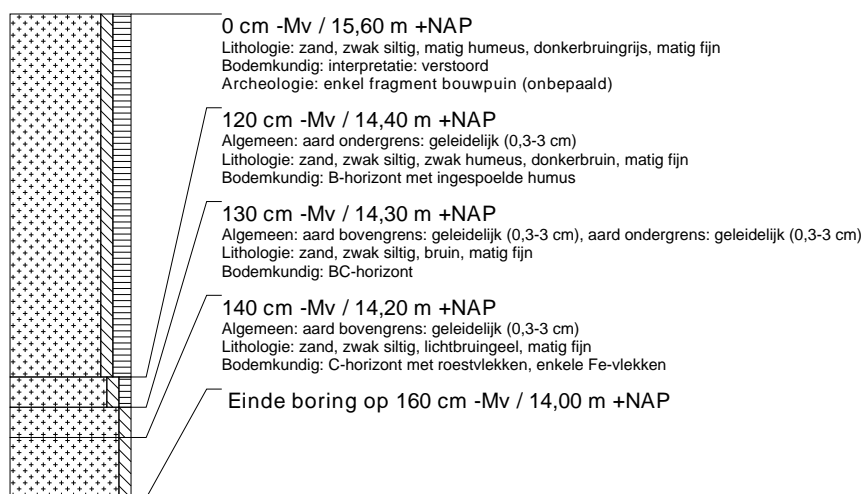 0 cm -Mv / 15,60 m +NAP
Lithologie: zand, zwak siltig, matig humeus, donkerbruingrijs, matig fijn
Bodemkundig: interpretatie: verstoord
Archeologie: enkel fragment bouwpuin (onbepaald)
120 cm -Mv / 14,40 m +NAP
Algemeen: aard ondergrens: geleidelijk (0,3-3 cm)
Lithologie: zand, zwak siltig, zwak humeus, donkerbruin, matig fijn
Bodemkundig: B-horizont met ingespoelde humus
130 cm -Mv / 14,30 m +NAP
Algemeen: aard bovengrens: geleidelijk (0,3-3 cm), aard ondergrens: geleidelijk (0,3-3 cm)
Lithologie: zand, zwak siltig, bruin, matig fijn
Bodemkundig: BC-horizont
140 cm -Mv / 14,20 m +NAP
Algemeen: aard bovengrens: geleidelijk (0,3-3 cm)
Lithologie: zand, zwak siltig, lichtbruingeel, matig fijn
Bodemkundig: C-horizont met roestvlekken, enkele Fe-vlekken
Einde boring op 160 cm -Mv / 14,00 m +NAP